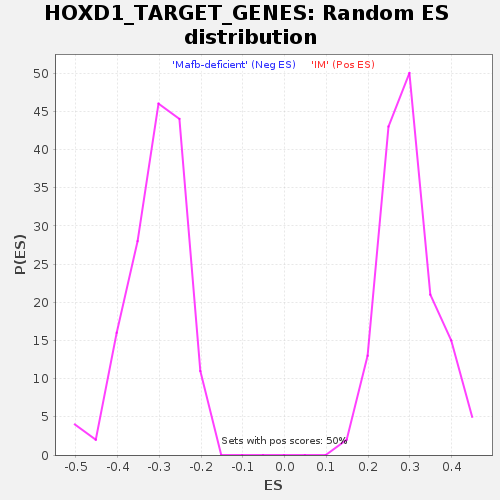 HOXD1_TARGET_GENES: Random ES
distribution
'Mafb-deficient' (Neg ES) 'IM' (Pos ES)
50
45
40
35
30
25
20
15
10
5
0
P(ES)
Sets with pos scores: 50%
-0.5 -0.4 -0.3 -0.2 -0.1 0.0 0.1 0.2 0.3 0.4
ES